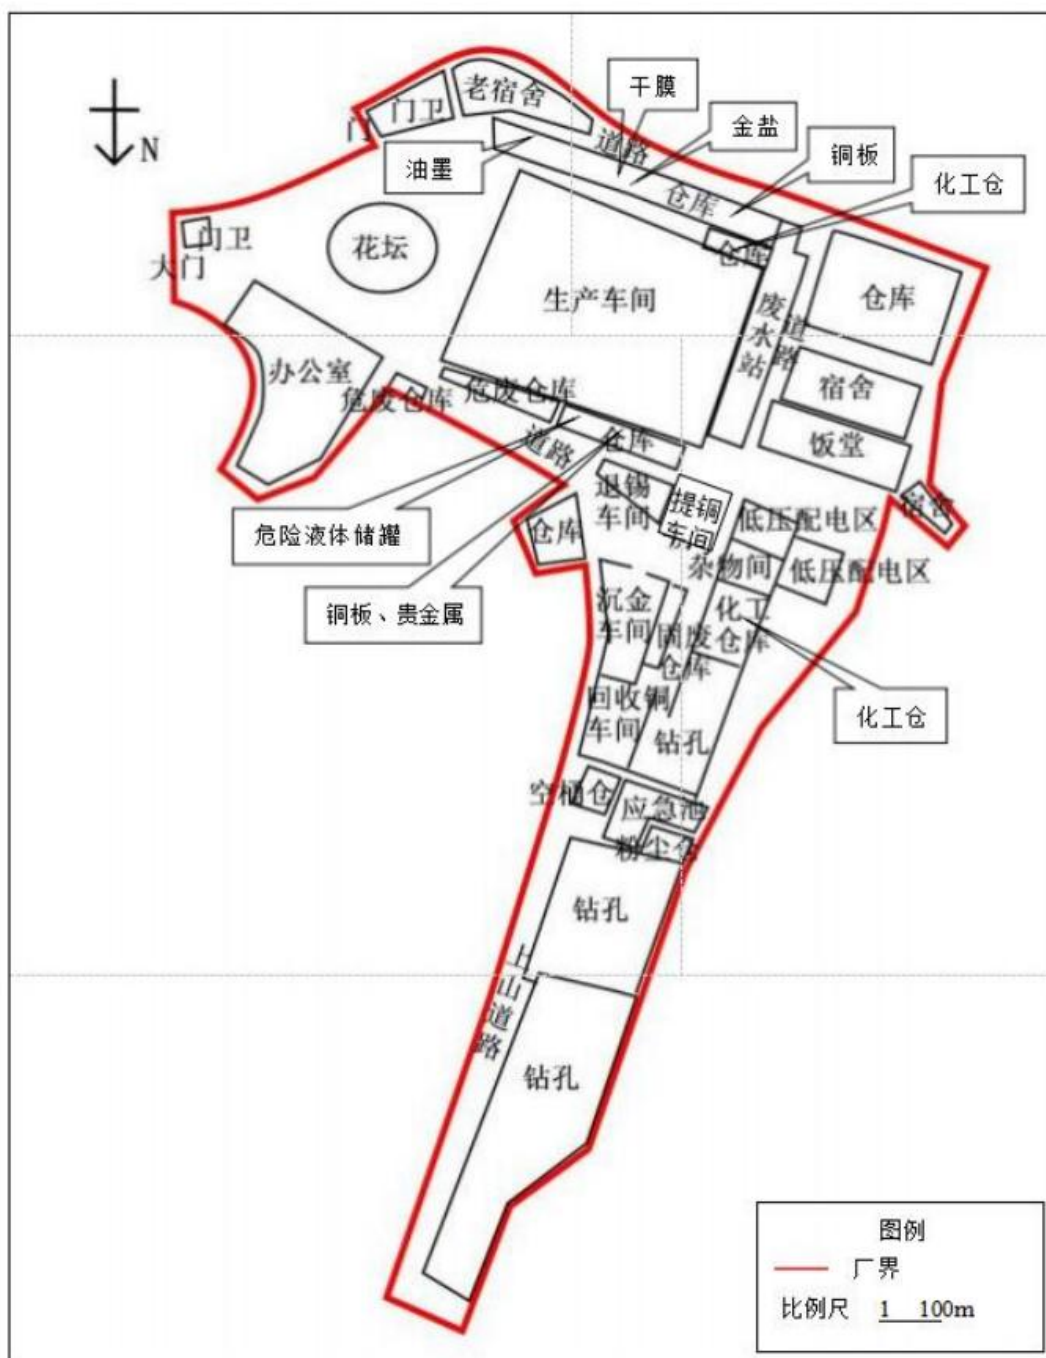 干膜
老宿舍
门卫
门
金盐
道路
铜板
N
油墨
化工仓
仓库
门卫
大门
花坛
仓库
生产车间
仓库
废水站
道路
办公室
宿舍
危废仓库
危废仓库
饭堂
道路
仓库
退锡
车间
提铜
车间
宿舍
危险液体储罐
仓库
低压配电区
杂物间
低压配电区
铜板、贵金属
沉金
车间
化工
仓库
固废
仓库
化工仓
回收铜
车间
钻孔
空桶仓
应急池
粉尘仓
钻孔
上山道路
钻孔
图例
厂界
比例尺 1 100m